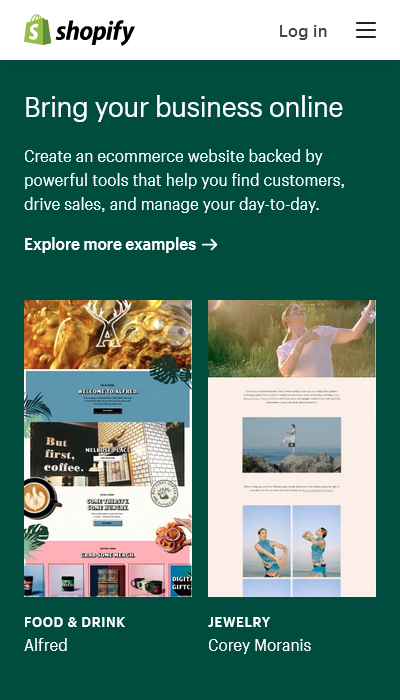 shopify
Log in
Bring your business online
Create an ecommerce website backed by
powerful tools that help you find customers,
drive sales, and manage your day-to-day.
Explore more examples →
WELCOME TO ALFRED
But
first,
coffee.
MELROSE PLACE
COME THIRSTY.
COME HUNGRY.
GRAB SOME MERCH.
DIGITA
GIFTC
FOOD & DRINK
Alfred
JEWELRY
Corey Moranis